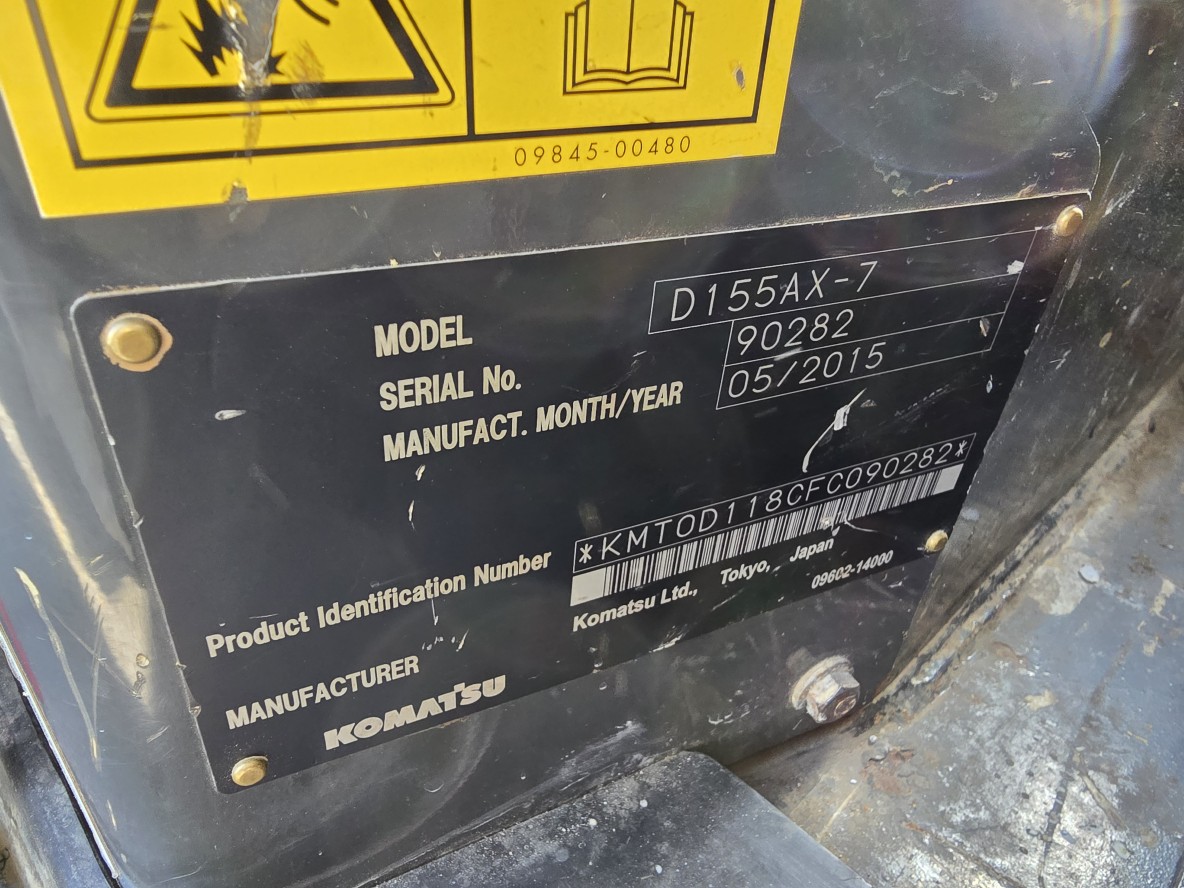 09845-00480
MODEL D155AX-7
SERIAL No. 90282
MANUFACT. MONTH/YEAR 05/2015
Product Identification Number *KMT0D118CFC090282*
Komatsu Ltd., Tokyo, Japan
09602-14000
MANUFACTURER
KOMATSU